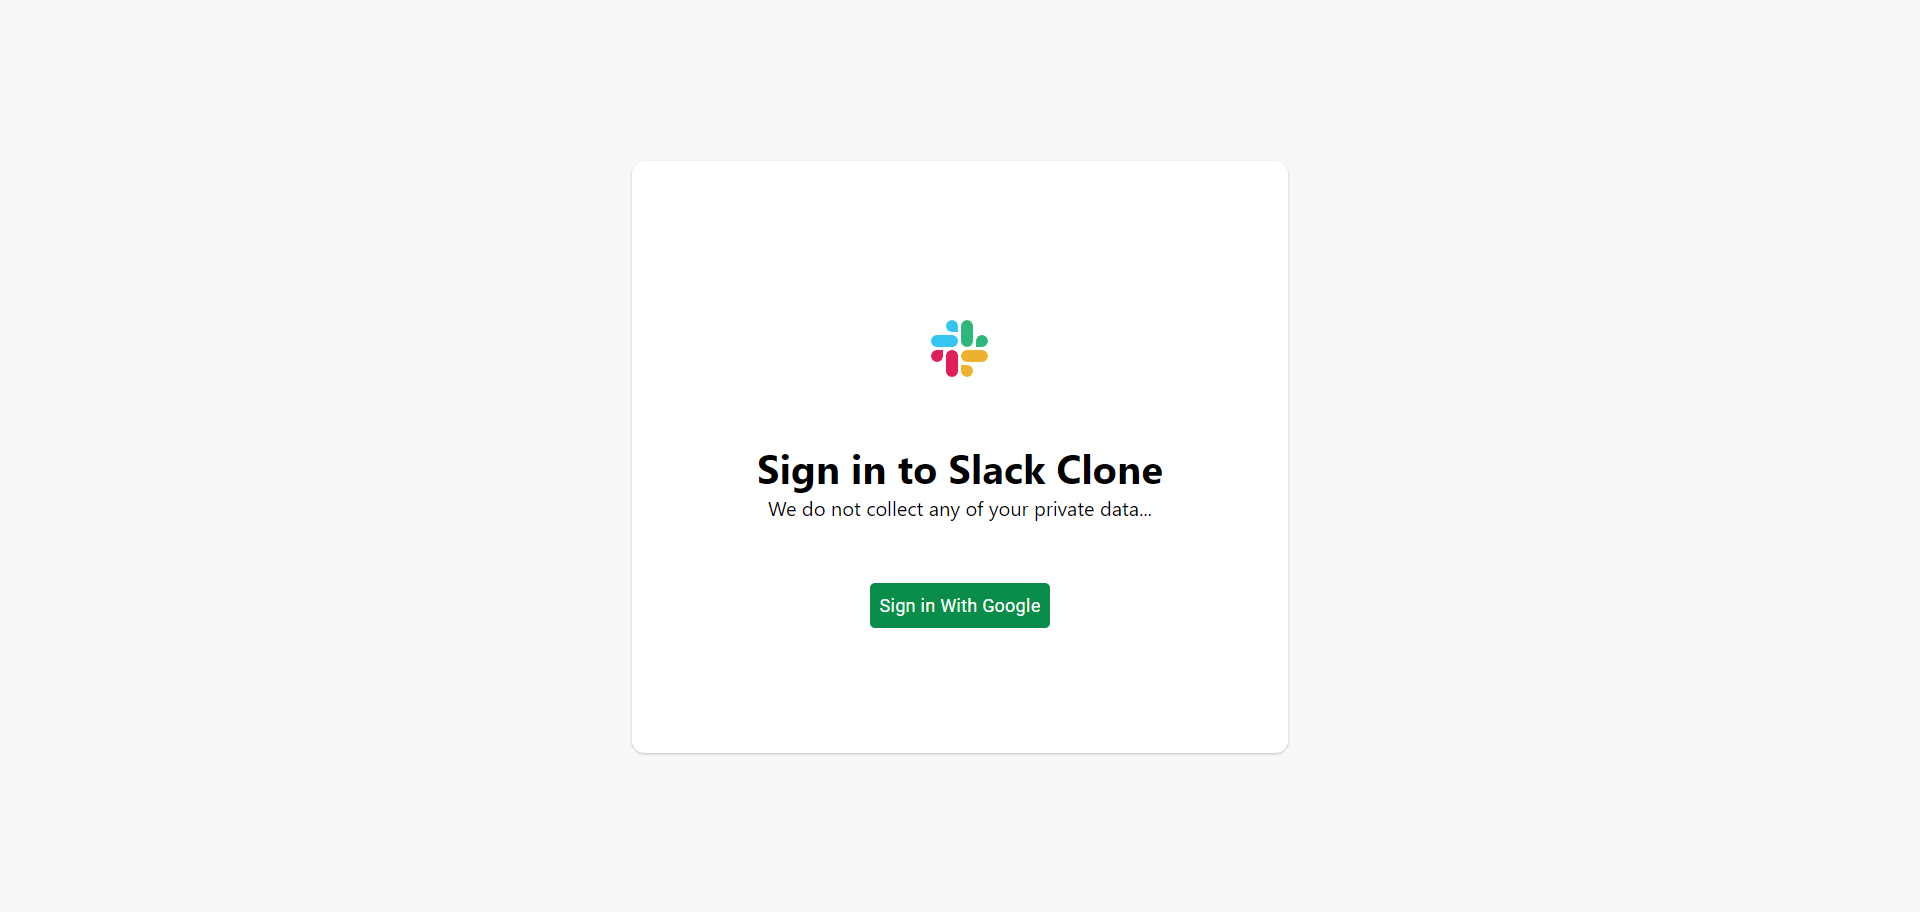 Sign in to Slack Clone
We do not collect any of your private data...
Sign in With Google